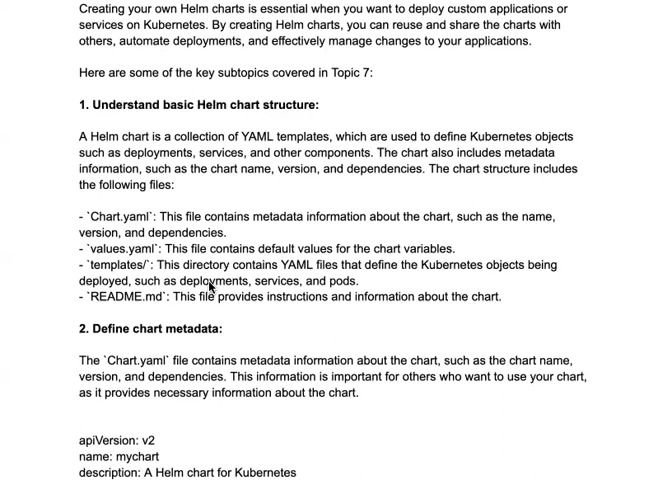 Creating your own Helm charts is essential when you want to deploy custom applications or
services on Kubernetes. By creating Helm charts, you can reuse and share the charts with
others, automate deployments, and effectively manage changes to your applications.
Here are some of the key subtopics covered in Topic 7:
1. Understand basic Helm chart structure:
A Helm chart is a collection of YAML templates, which are used to define Kubernetes objects
such as deployments, services, and other components. The chart also includes metadata
information, such as the chart name, version, and dependencies. The chart structure includes
the following files:
- `Chart.yaml`: This file contains metadata information about the chart, such as the name,
version, and dependencies.
- `values.yaml`: This file contains default values for the chart variables.
- `templates/`: This directory contains YAML files that define the Kubernetes objects being
deployed, such as deployments, services, and pods.
- `README.md`: This file provides instructions and information about the chart.
2. Define chart metadata:
The `Chart.yaml` file contains metadata information about the chart, such as the chart name,
version, and dependencies. This information is important for others who want to use your chart,
as it provides necessary information about the chart.
apiVersion: v2
name: mychart
description: A Helm chart for Kubernetes